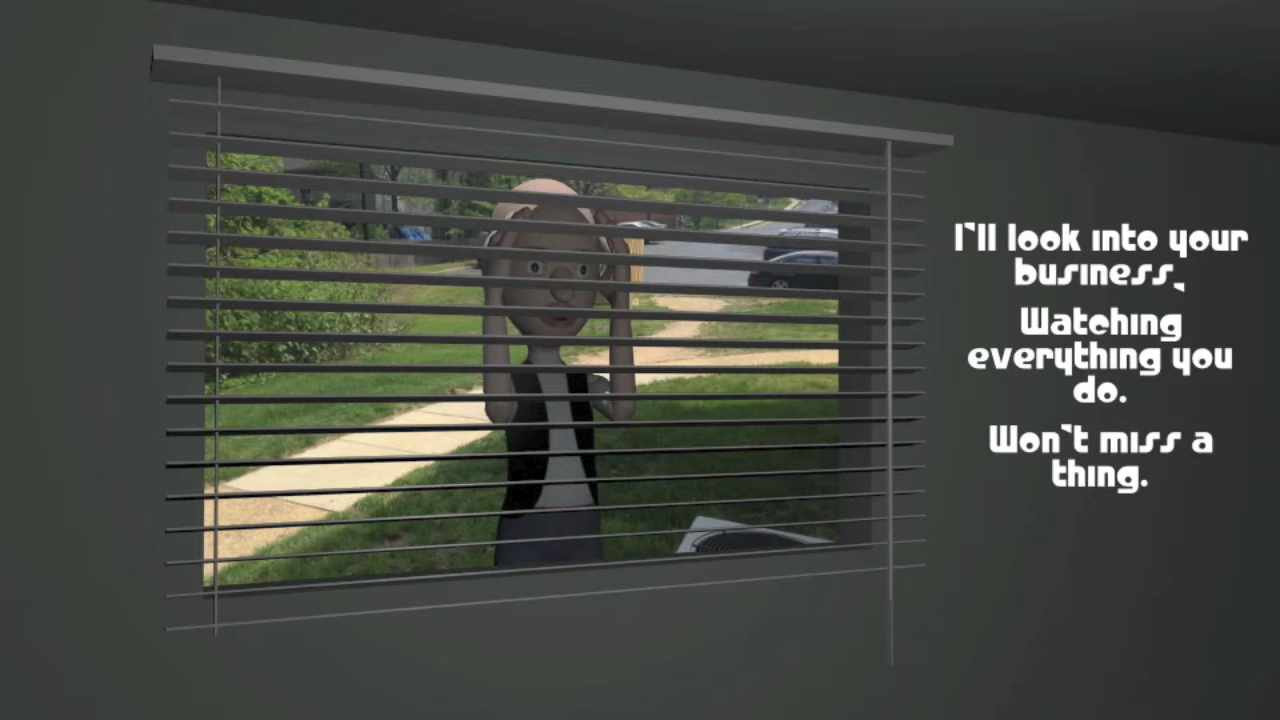 I'll look into your
business,
Watching
everything you
do.
Won't miss a
thing.